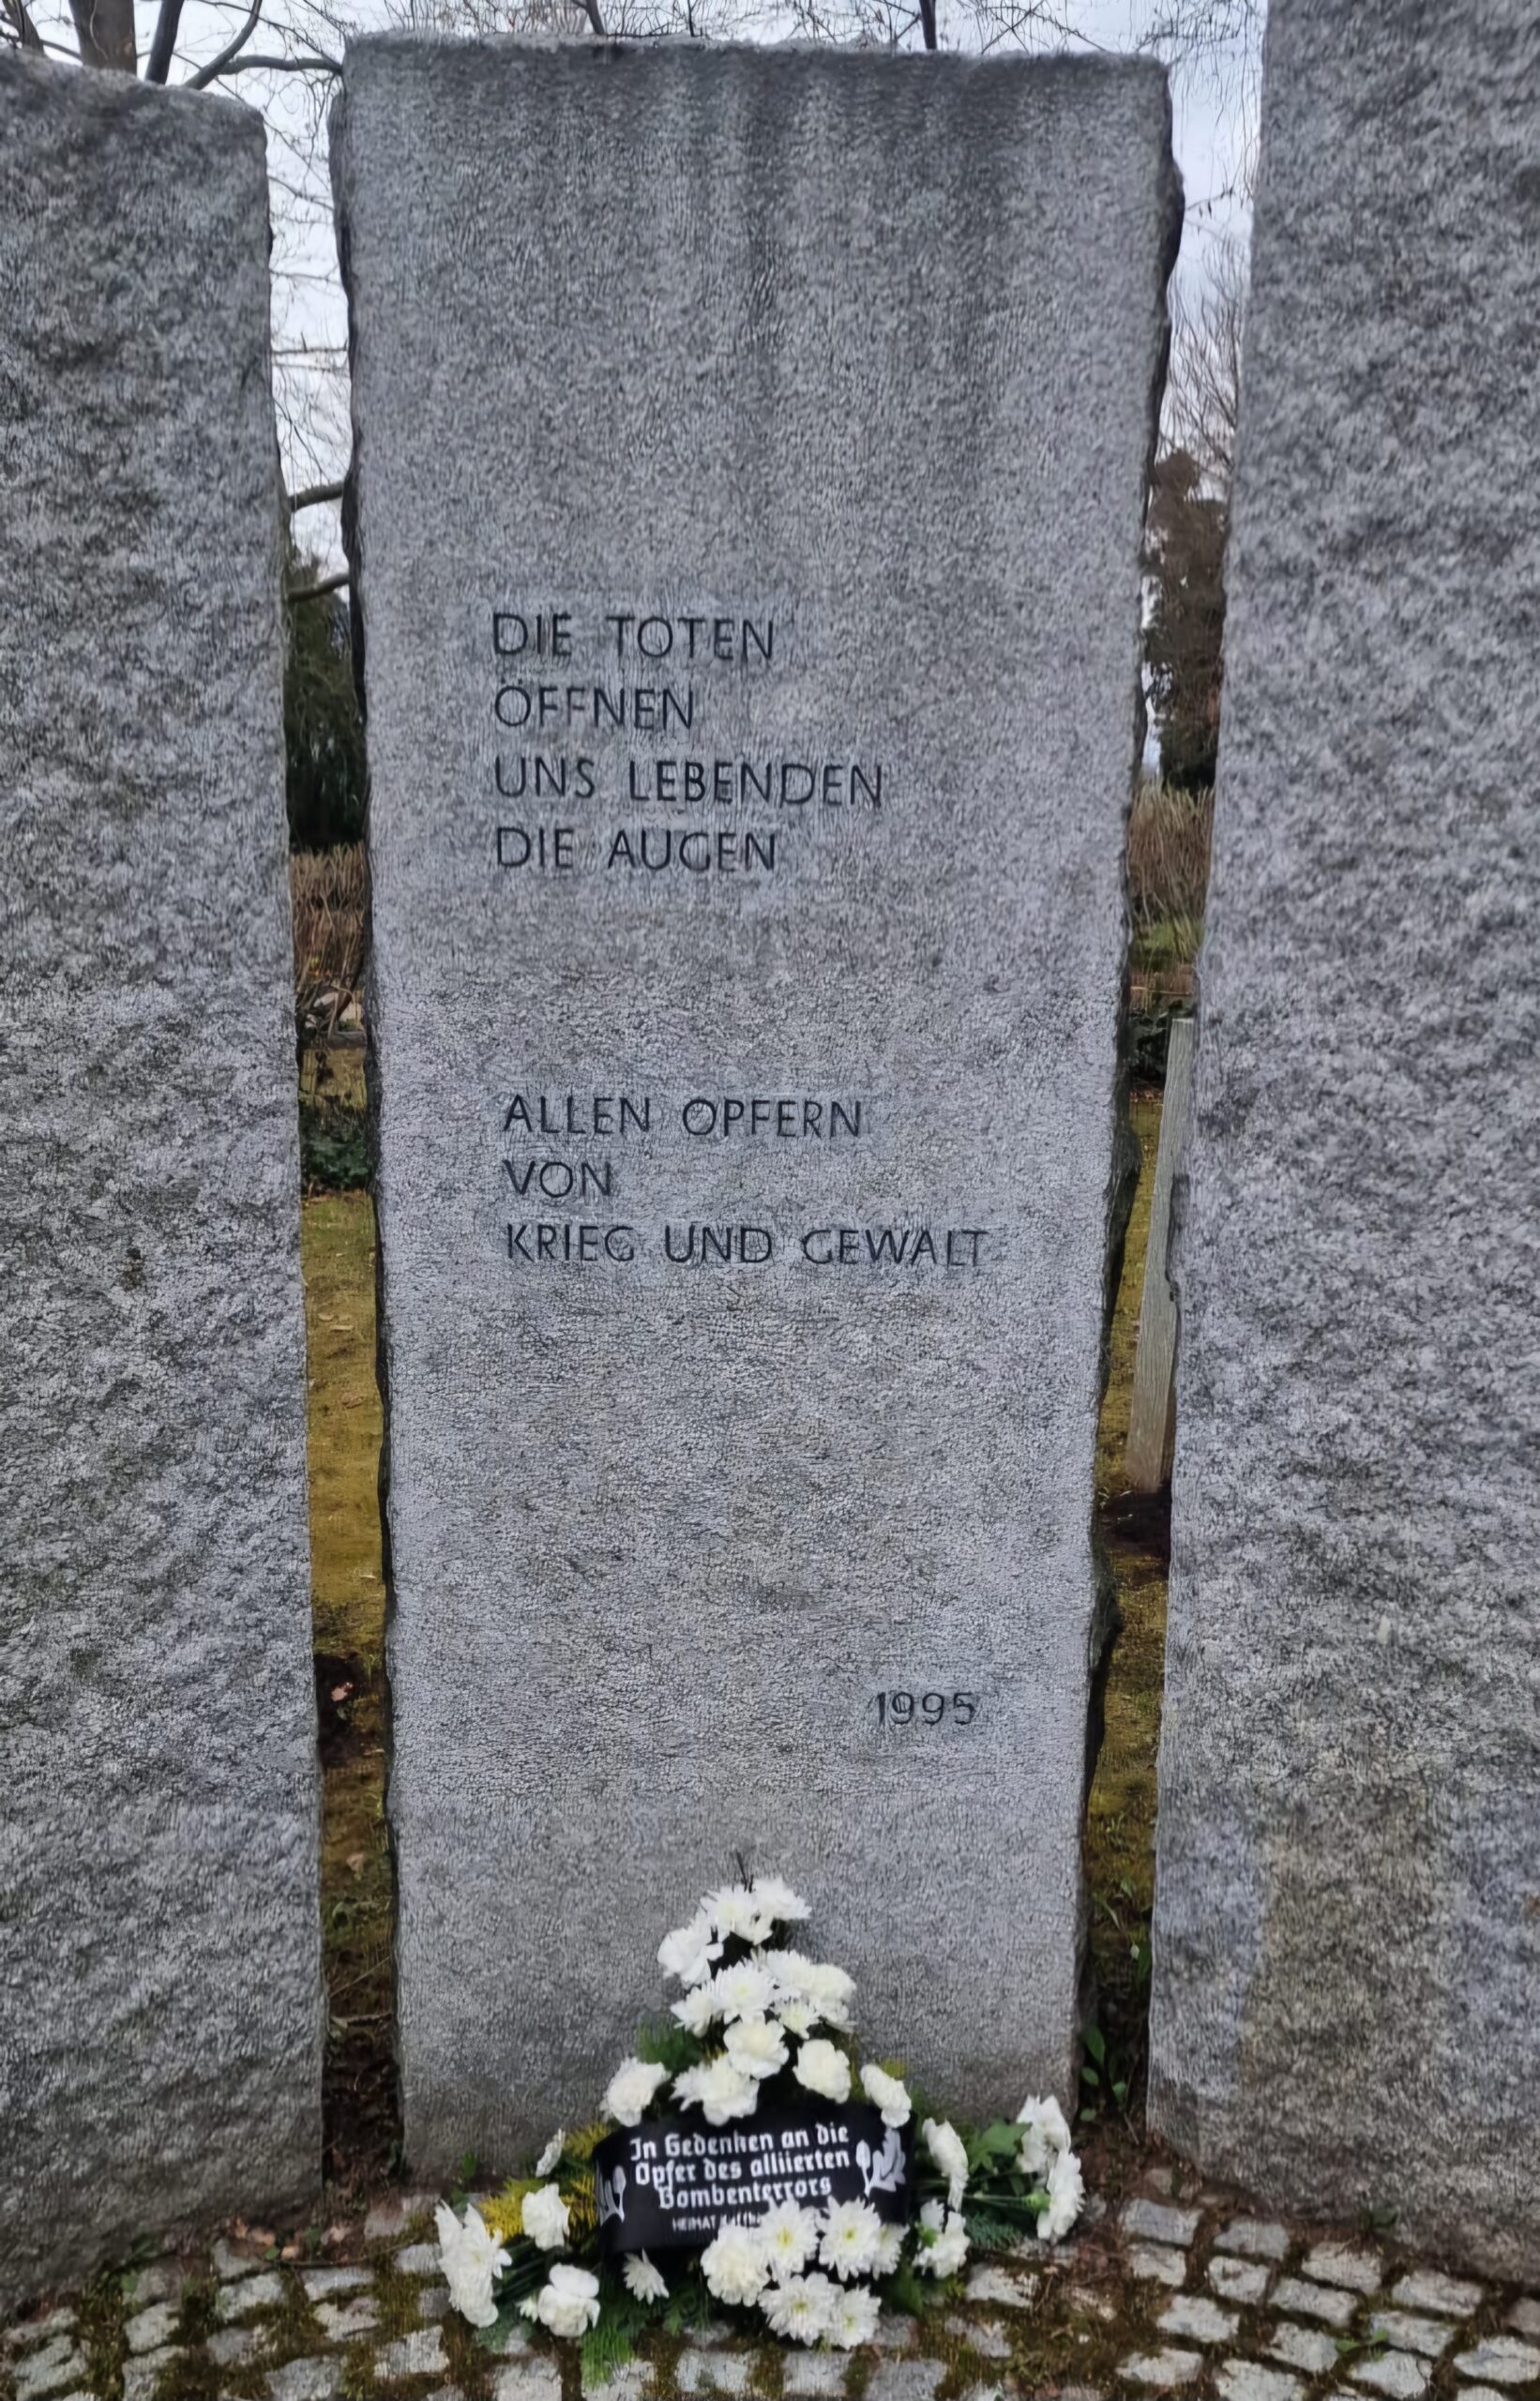 DIE TOTEN
ÖFFNEN
UNS LEBENDEN
DIE AUGEN
ALLEN OPFERN
VON
KRIEG UND GEWALT
1995
In Gedenken an die
Opfer des alliierten
Bombenterrors
HEIMAT